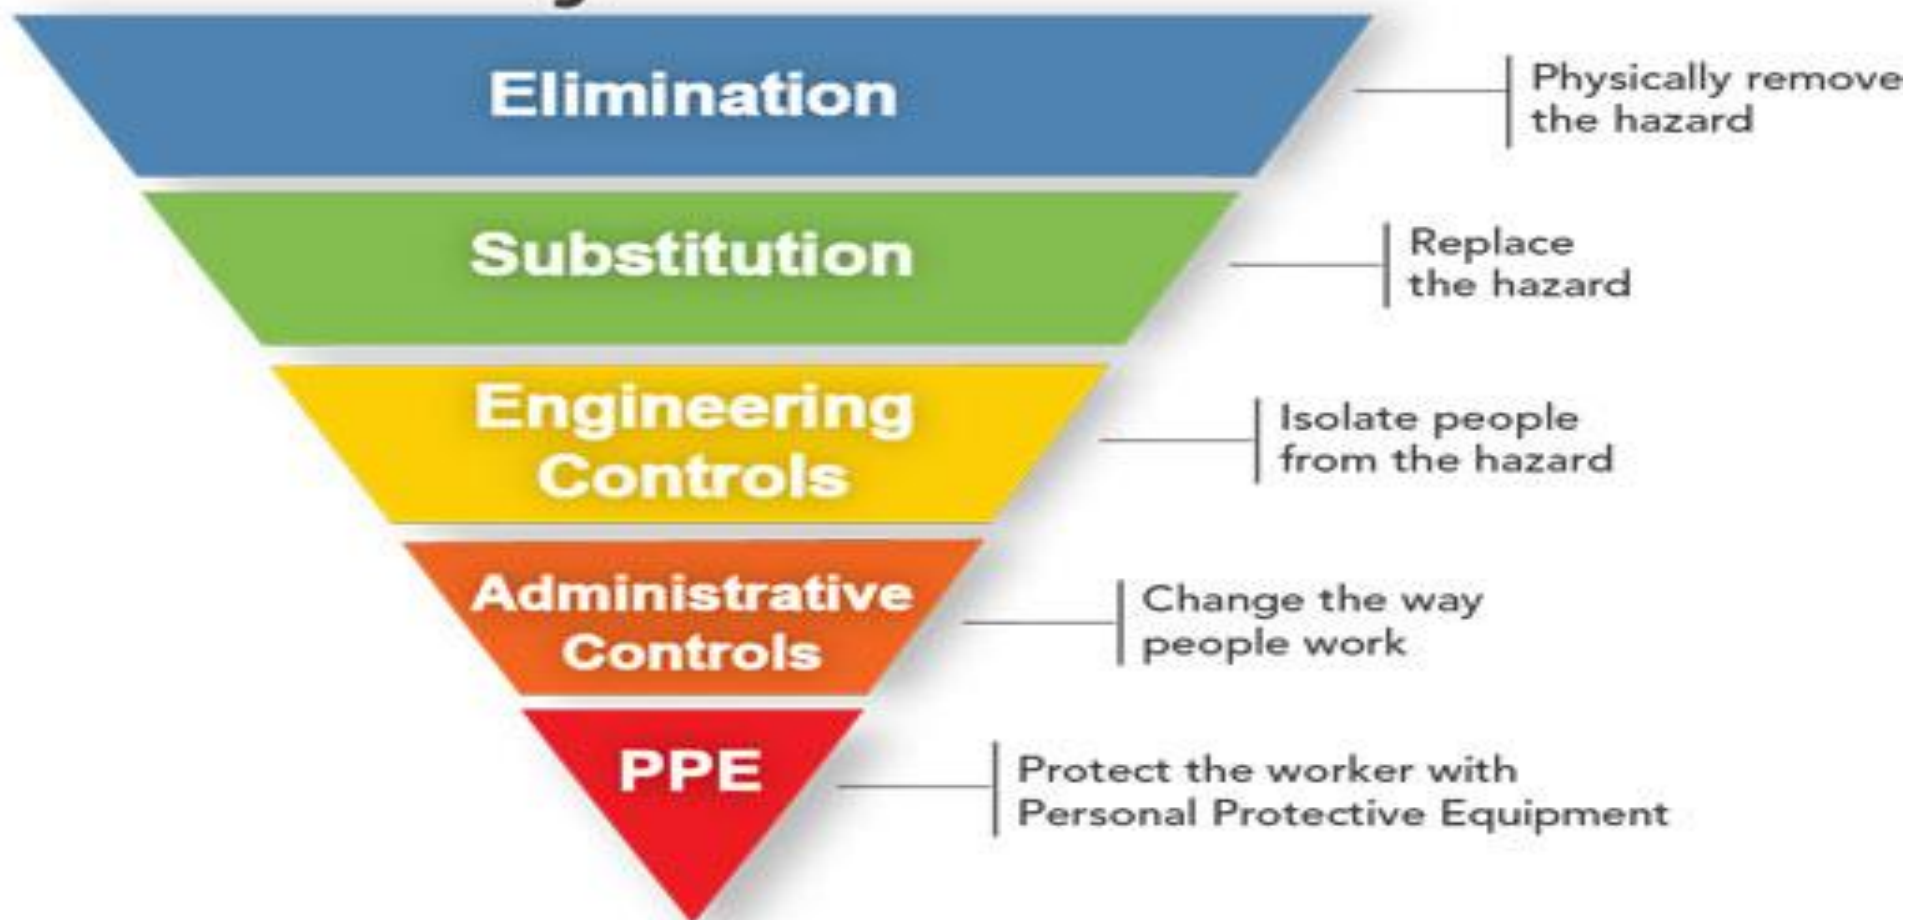 Elimination
Physically remove
the hazard
Substitution
Replace
the hazard
Engineering
Controls
Isolate people
from the hazard
Administrative
Controls
Change the way
people work
PPE
Protect the worker with
Personal Protective Equipment